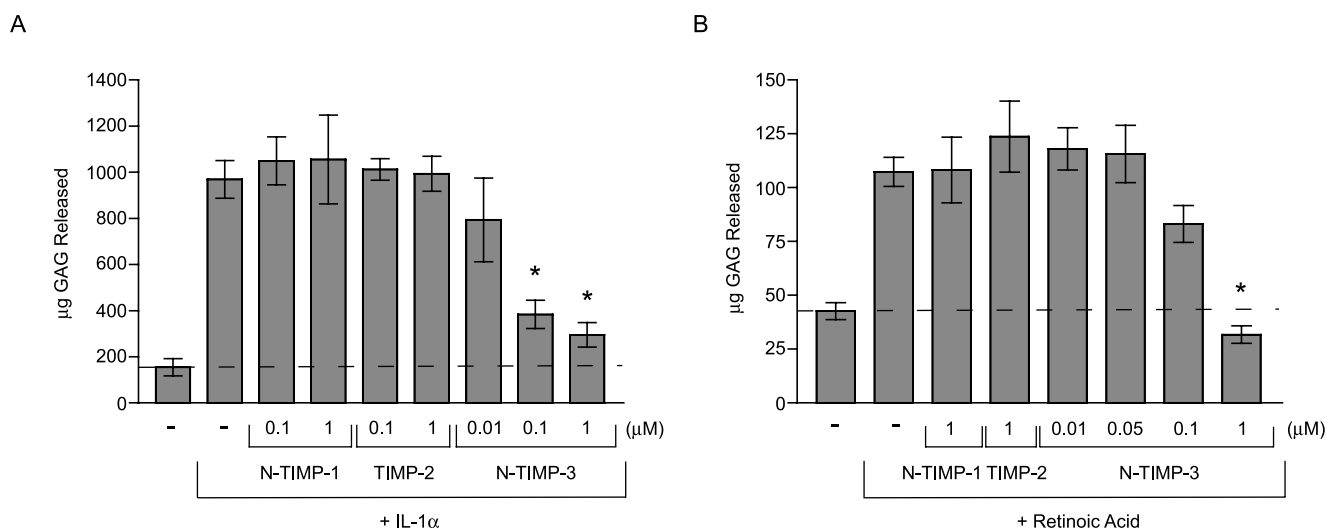 A
μg GAG Released
1400
1200
1000
800
600
400
200
0
* *
- - 0.1 1 0.1 1 0.01 0.1 1 (μM)
N-TIMP-1 TIMP-2 N-TIMP-3
+ IL-1α
B
μg GAG Released
150
125
100
75
50
25
0
*
- - 1 1 0.01 0.05 0.1 1 (μM)
N-TIMP-1 TIMP-2 N-TIMP-3
+ Retinoic Acid